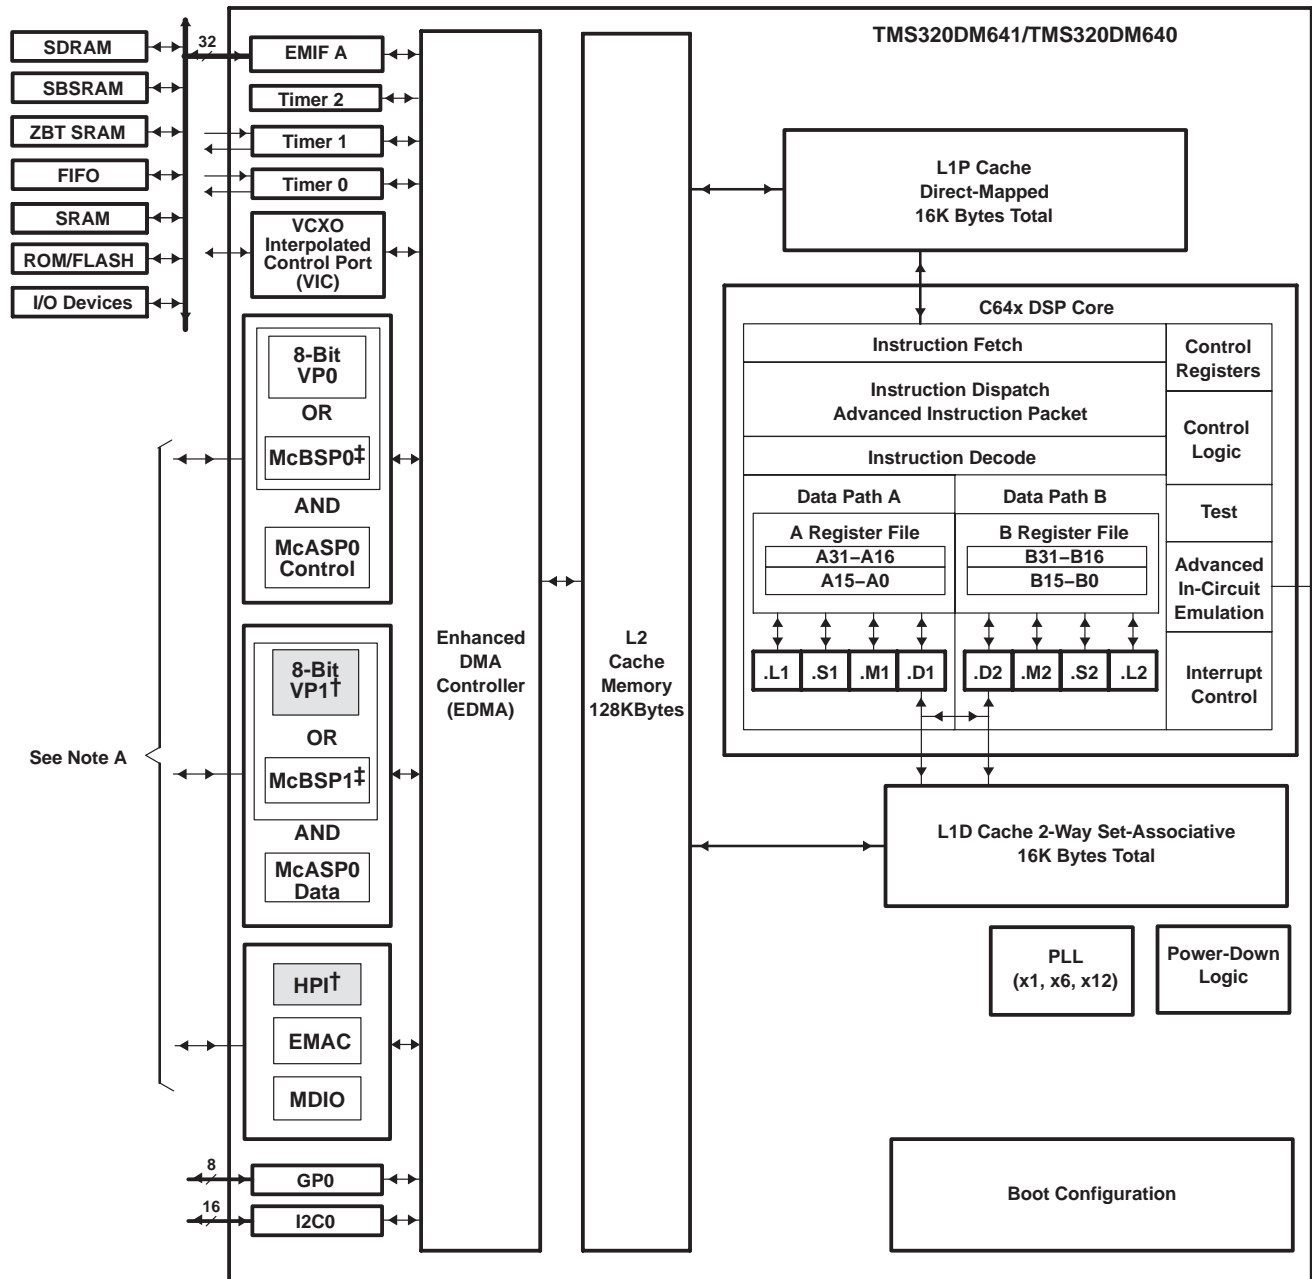 TMS320DM641/TMS320DM640
SDRAM
SBSRAM
ZBT SRAM
FIFO
SRAM
ROM/FLASH
I/O Devices
32
EMIF A
Timer 2
Timer 1
Timer 0
VCXO
Interpolated
Control Port
(VIC)
8-Bit
VP0
OR
McBSP0‡
AND
McASP0
Control
8-Bit
VP1†
OR
McBSP1‡
AND
McASP0
Data
HPI†
EMAC
MDIO
See Note A
8
GP0
16
I2C0
Enhanced
DMA
Controller
(EDMA)
L2
Cache
Memory
128KBytes
L1P Cache
Direct-Mapped
16K Bytes Total
C64x DSP Core
Instruction Fetch
Instruction Dispatch
Advanced Instruction Packet
Instruction Decode
Data Path A
Data Path B
A Register File
A31–A16
A15–A0
B Register File
B31–B16
B15–B0
.L1
.S1
.M1
.D1
.D2
.M2
.S2
.L2
Control
Registers
Control
Logic
Test
Advanced
In-Circuit
Emulation
Interrupt
Control
L1D Cache 2-Way Set-Associative
16K Bytes Total
PLL
(x1, x6, x12)
Power-Down
Logic
Boot Configuration